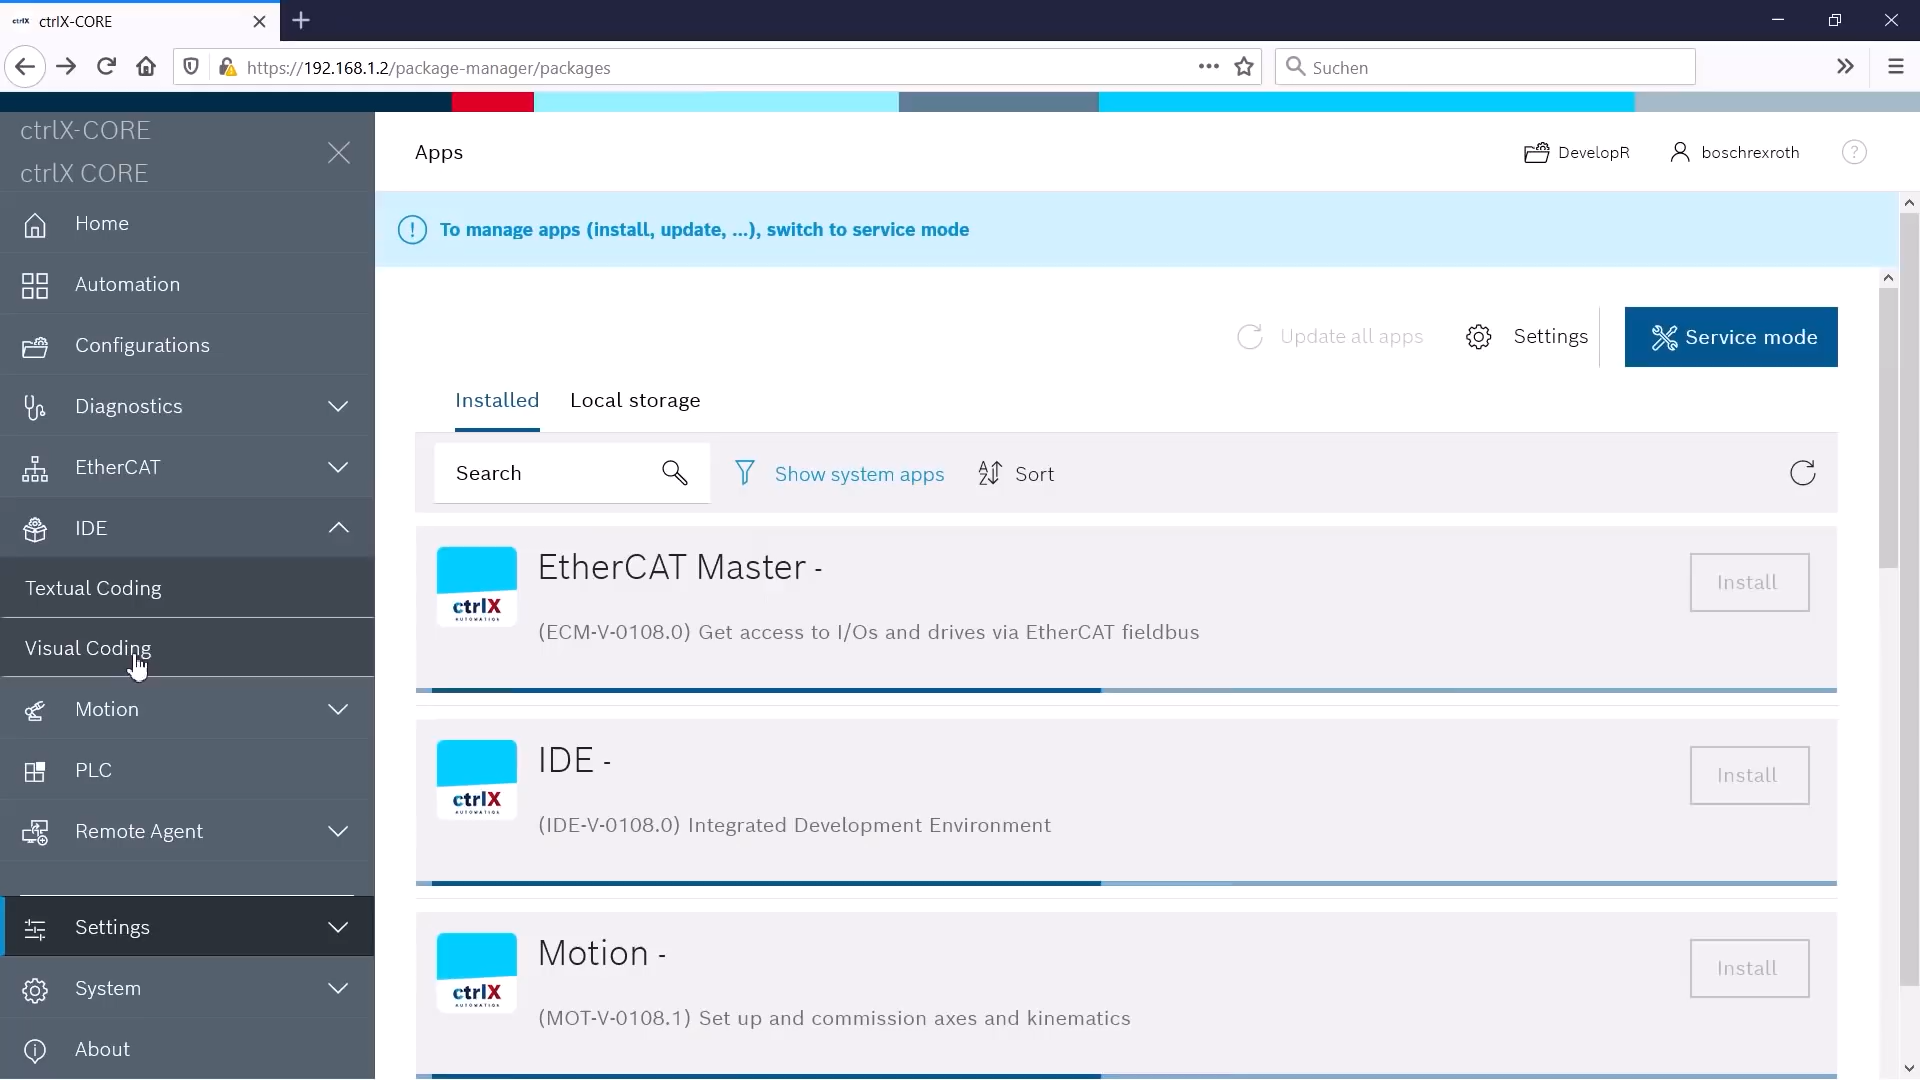 ctrlX
ctrlX-CORE
https://192.168.1.2/package-manager/packages
Suchen
ctrlX-CORE
ctrlX CORE
Home
Automation
Configurations
Diagnostics
EtherCAT
IDE
Textual Coding
Visual Coding
Motion
PLC
Remote Agent
Settings
System
About
Apps
DevelopR
boschrexroth
?
To manage apps (install, update, ...), switch to service mode
Update all apps
Settings
Service mode
Installed
Local storage
Search
Show system apps
Sort
ctrlX
AUTOMATION
EtherCAT Master -
(ECM-V-0108.0) Get access to I/Os and drives via EtherCAT fieldbus
Install
ctrlX
AUTOMATION
IDE -
(IDE-V-0108.0) Integrated Development Environment
Install
ctrlX
AUTOMATION
Motion -
(MOT-V-0108.1) Set up and commission axes and kinematics
Install